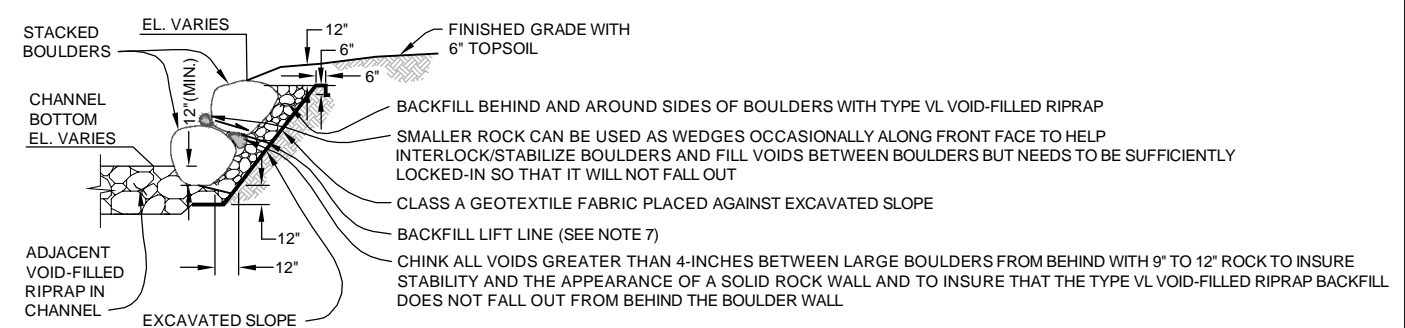 STACKED
BOULDERS
EL. VARIES
12"
6"
6"
FINISHED GRADE WITH
6" TOPSOIL
12" (MIN.)
CHANNEL
BOTTOM
EL. VARIES
BACKFILL BEHIND AND AROUND SIDES OF BOULDERS WITH TYPE VL VOID-FILLED RIPRAP
SMALLER ROCK CAN BE USED AS WEDGES OCCASIONALLY ALONG FRONT FACE TO HELP
INTERLOCK/STABILIZE BOULDERS AND FILL VOIDS BETWEEN BOULDERS BUT NEEDS TO BE SUFFICIENTLY
LOCKED-IN SO THAT IT WILL NOT FALL OUT
CLASS A GEOTEXTILE FABRIC PLACED AGAINST EXCAVATED SLOPE
BACKFILL LIFT LINE (SEE NOTE 7)
CHINK ALL VOIDS GREATER THAN 4-INCHES BETWEEN LARGE BOULDERS FROM BEHIND WITH 9" TO 12" ROCK TO INSURE
STABILITY AND THE APPEARANCE OF A SOLID ROCK WALL AND TO INSURE THAT THE TYPE VL VOID-FILLED RIPRAP BACKFILL
DOES NOT FALL OUT FROM BEHIND THE BOULDER WALL
12"
12"
ADJACENT
VOID-FILLED
RIPRAP IN
CHANNEL
EXCAVATED SLOPE